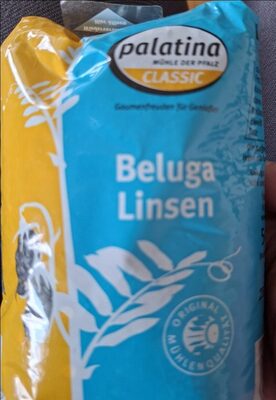 palatina
MÜHLE DER PFALZ
CLASSIC
Gaumenfreuden für Genießer
Beluga
Linsen
ORIGINAL
MÜHLENQUALITÄT